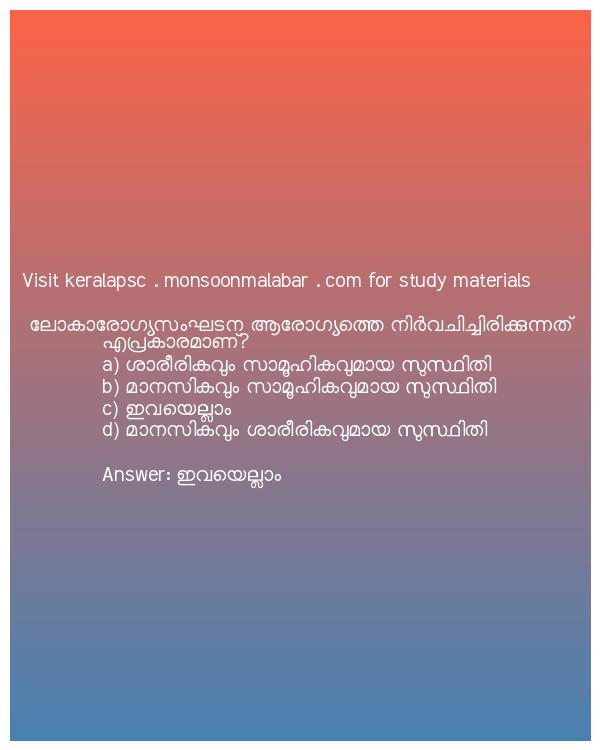 Visit keralapsc . monsoonmalabar . com for study materials
ലോകാരോഗ്യസംഘടന ആരോഗ്യത്തെ നിർവചിച്ചിരിക്കുന്നത്
എപ്രകാരമാണ്?
a) ശാരീരികവും സാമൂഹികവുമായ സുസ്ഥിതി
b) മാനസികവും സാമൂഹികവുമായ സുസ്ഥിതി
c) ഇവയെല്ലാം
d) മാനസികവും ശാരീരികവുമായ സുസ്ഥിതി
Answer: ഇവയെല്ലാം